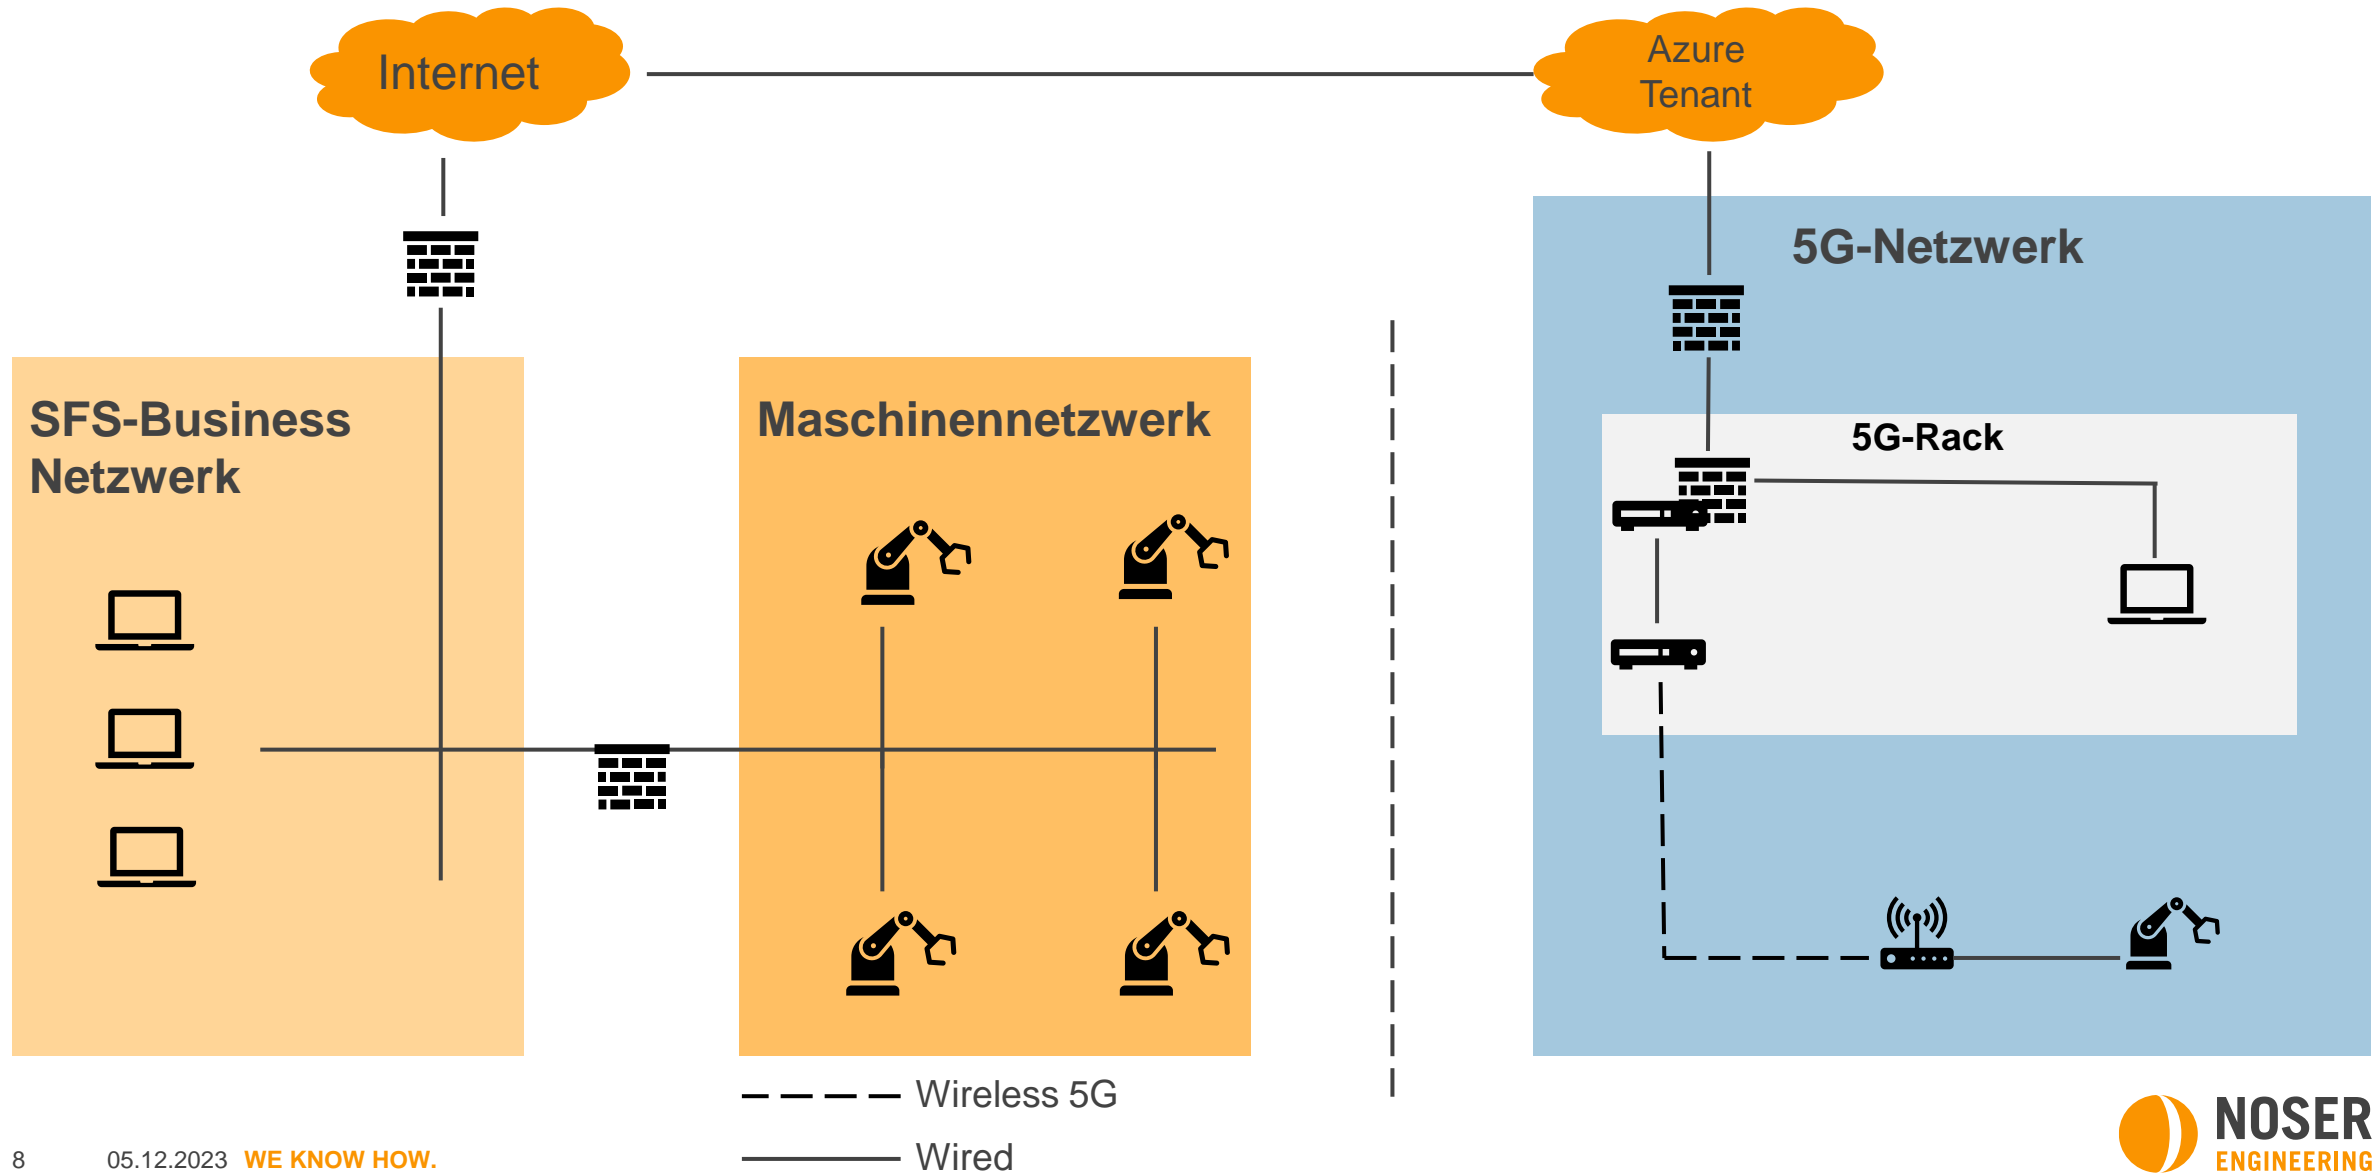 Internet
Azure
Tenant
5G-Netzwerk
SFS-Business
Netzwerk
Maschinennetzwerk
5G-Rack
Wireless 5G
Wired
8 05.12.2023 WE KNOW HOW.
NOSER
ENGINEERING